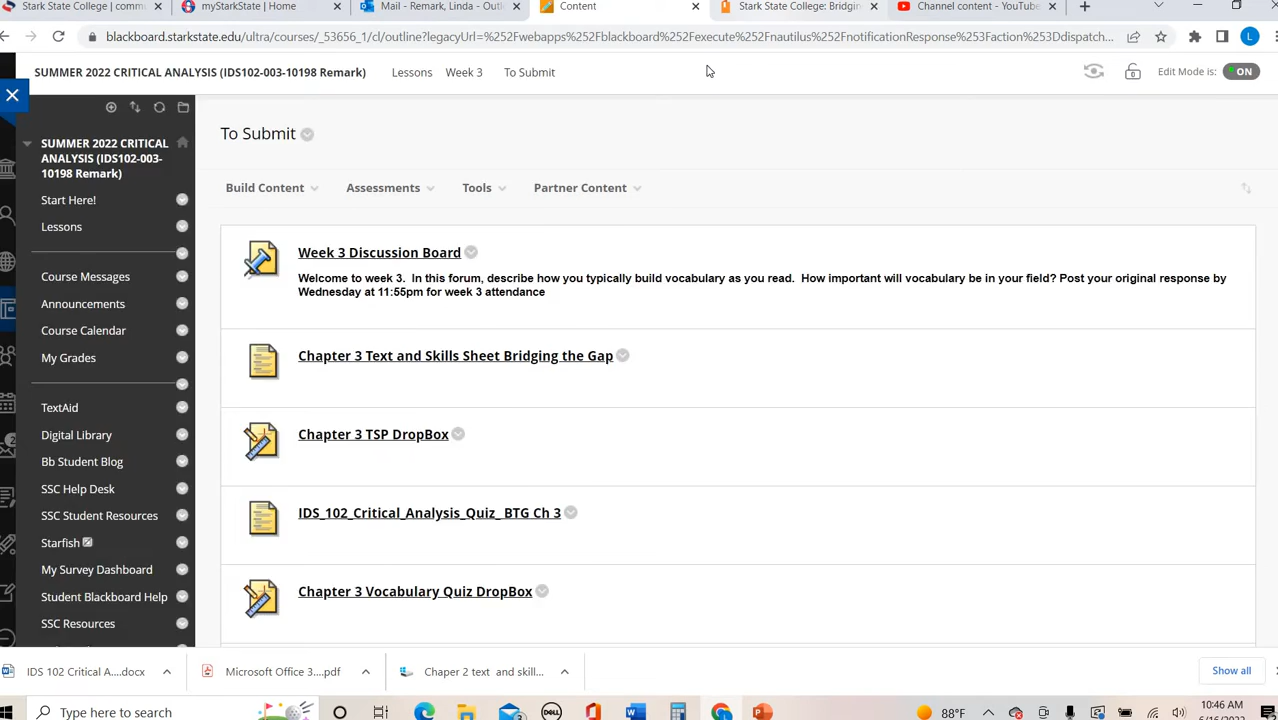 Stark State College | comm
myStarkState | Home
Mail - Remark, Linda - Outl
Content
Stark State College: Bridging
Channel content - YouTube
blackboard.starkstate.edu/ultra/courses/_53656_1/cl/outline?legacyUrl=%252Fwebapps%252Fblackboard%252Fexecute%252Fnautilus%252FnotificationResponse%253Faction%253Ddispatch...
L
SUMMER 2022 CRITICAL ANALYSIS (IDS102-003-10198 Remark)
Lessons
Week 3
To Submit
Edit Mode is:
ON
SUMMER 2022 CRITICAL
ANALYSIS (IDS102-003-
10198 Remark)
Start Here!
Lessons
Course Messages
Announcements
Course Calendar
My Grades
TextAid
Digital Library
Bb Student Blog
SSC Help Desk
SSC Student Resources
Starfish
My Survey Dashboard
Student Blackboard Help
SSC Resources
To Submit
Build Content
Assessments
Tools
Partner Content
Week 3 Discussion Board
Welcome to week 3. In this forum, describe how you typically build vocabulary as you read. How important will vocabulary be in your field? Post your original response by
Wednesday at 11:55pm for week 3 attendance
Chapter 3 Text and Skills Sheet Bridging the Gap
Chapter 3 TSP DropBox
IDS_102_Critical_Analysis_Quiz_ BTG Ch 3
Chapter 3 Vocabulary Quiz DropBox
IDS 102 Critical A....docx
Microsoft Office 3....pdf
Chaper 2 text and skill....
Show all
Type here to search
DELL
88°F
10:46 AM